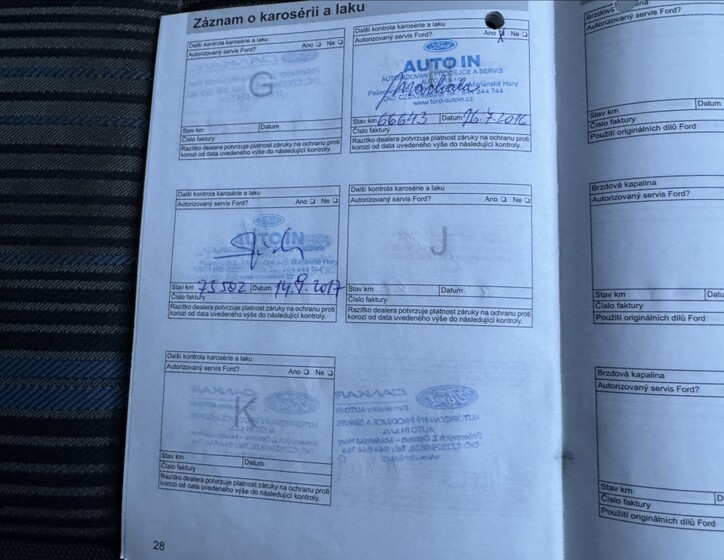 Záznam o karosérii a laku
Další kontrola karosérie a laku
Autorizovaný servis Ford? Ano Ne
G
Stav km Datum
Číslo faktury
Razítko dealera potvrzuje platnost záruky na ochranu proti
korozi od data uvedeného výše do následující kontroly.
Další kontrola karosérie a laku
Autorizovaný servis Ford? Ano Ne
Ford
AUTO IN
Stav km 66643 Datum 16.7.2016
Číslo faktury
Razítko dealera potvrzuje platnost záruky na ochranu proti
korozi od data uvedeného výše do následující kontroly.
Další kontrola karosérie a laku
Autorizovaný servis Ford? Ano Ne
AUTO IN
Stav km 73502 Datum 14.9.2017
Číslo faktury
Razítko dealera potvrzuje platnost záruky na ochranu proti
korozi od data uvedeného výše do následující kontroly.
Další kontrola karosérie a laku
Autorizovaný servis Ford? Ano Ne
J
Stav km Datum
Číslo faktury
Razítko dealera potvrzuje platnost záruky na ochranu proti
korozi od data uvedeného výše do následující kontroly.
Další kontrola karosérie a laku
Autorizovaný servis Ford? Ano Ne
K
Stav km Datum
Číslo faktury
Razítko dealera potvrzuje platnost záruky na ochranu proti
korozi od data uvedeného výše do následující kontroly.
28
Brzdová kapalina
Autorizovaný servis Ford?
Stav km
Číslo faktury
Použití originálních dílů Ford
Brzdová kapalina
Autorizovaný servis Ford?
Stav km
Číslo faktury
Použití originálních dílů Ford
Brzdová kapalina
Autorizovaný servis Ford?
Stav km
Číslo faktury
Použití originálních dílů Ford